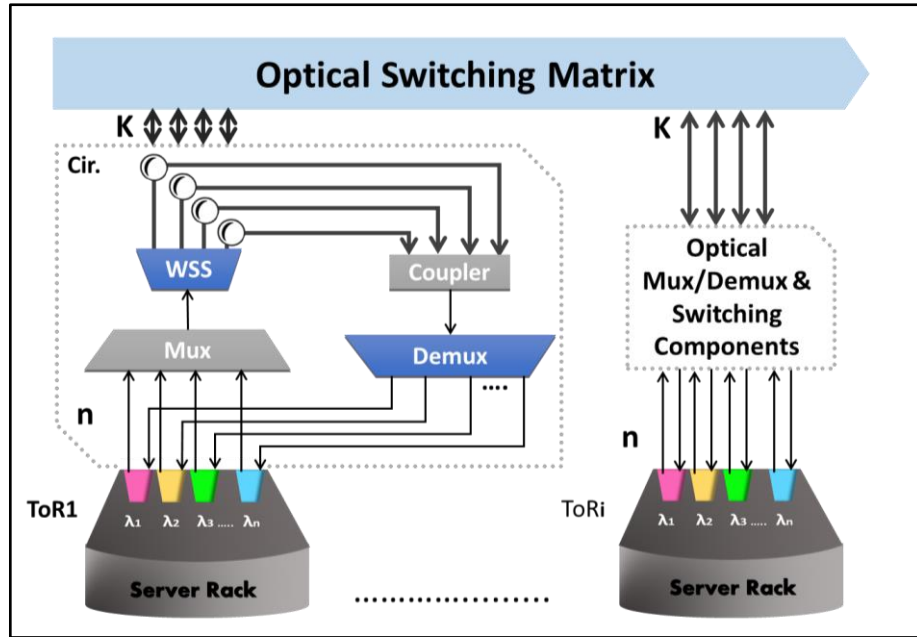 Optical Switching Matrix
K
K
Cir.
WSS
Coupler
Optical
Mux/Demux &
Switching
Components
Mux
Demux
....
n
n
ToR1
λ1 λ2 λ3 ..... λn
Server Rack
.....................
ToRi
λ1 λ2 λ3 ..... λn
Server Rack